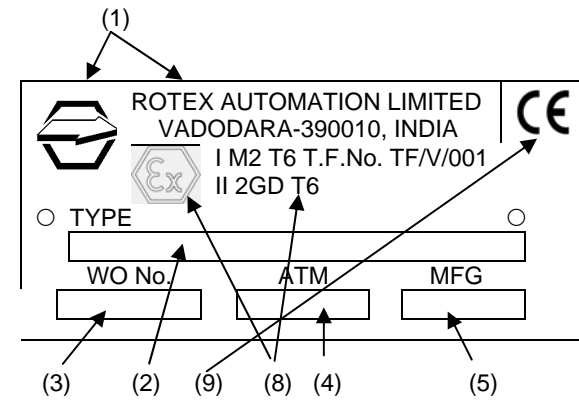 (1)
ROTEX AUTOMATION LIMITED
VADODARA-390010, INDIA
CE
Ex
I M2 T6 T.F.No. TF/V/001
II 2GD T6
TYPE
WO No. ATM MFG
(3) (2) (9) (8) (4) (5)